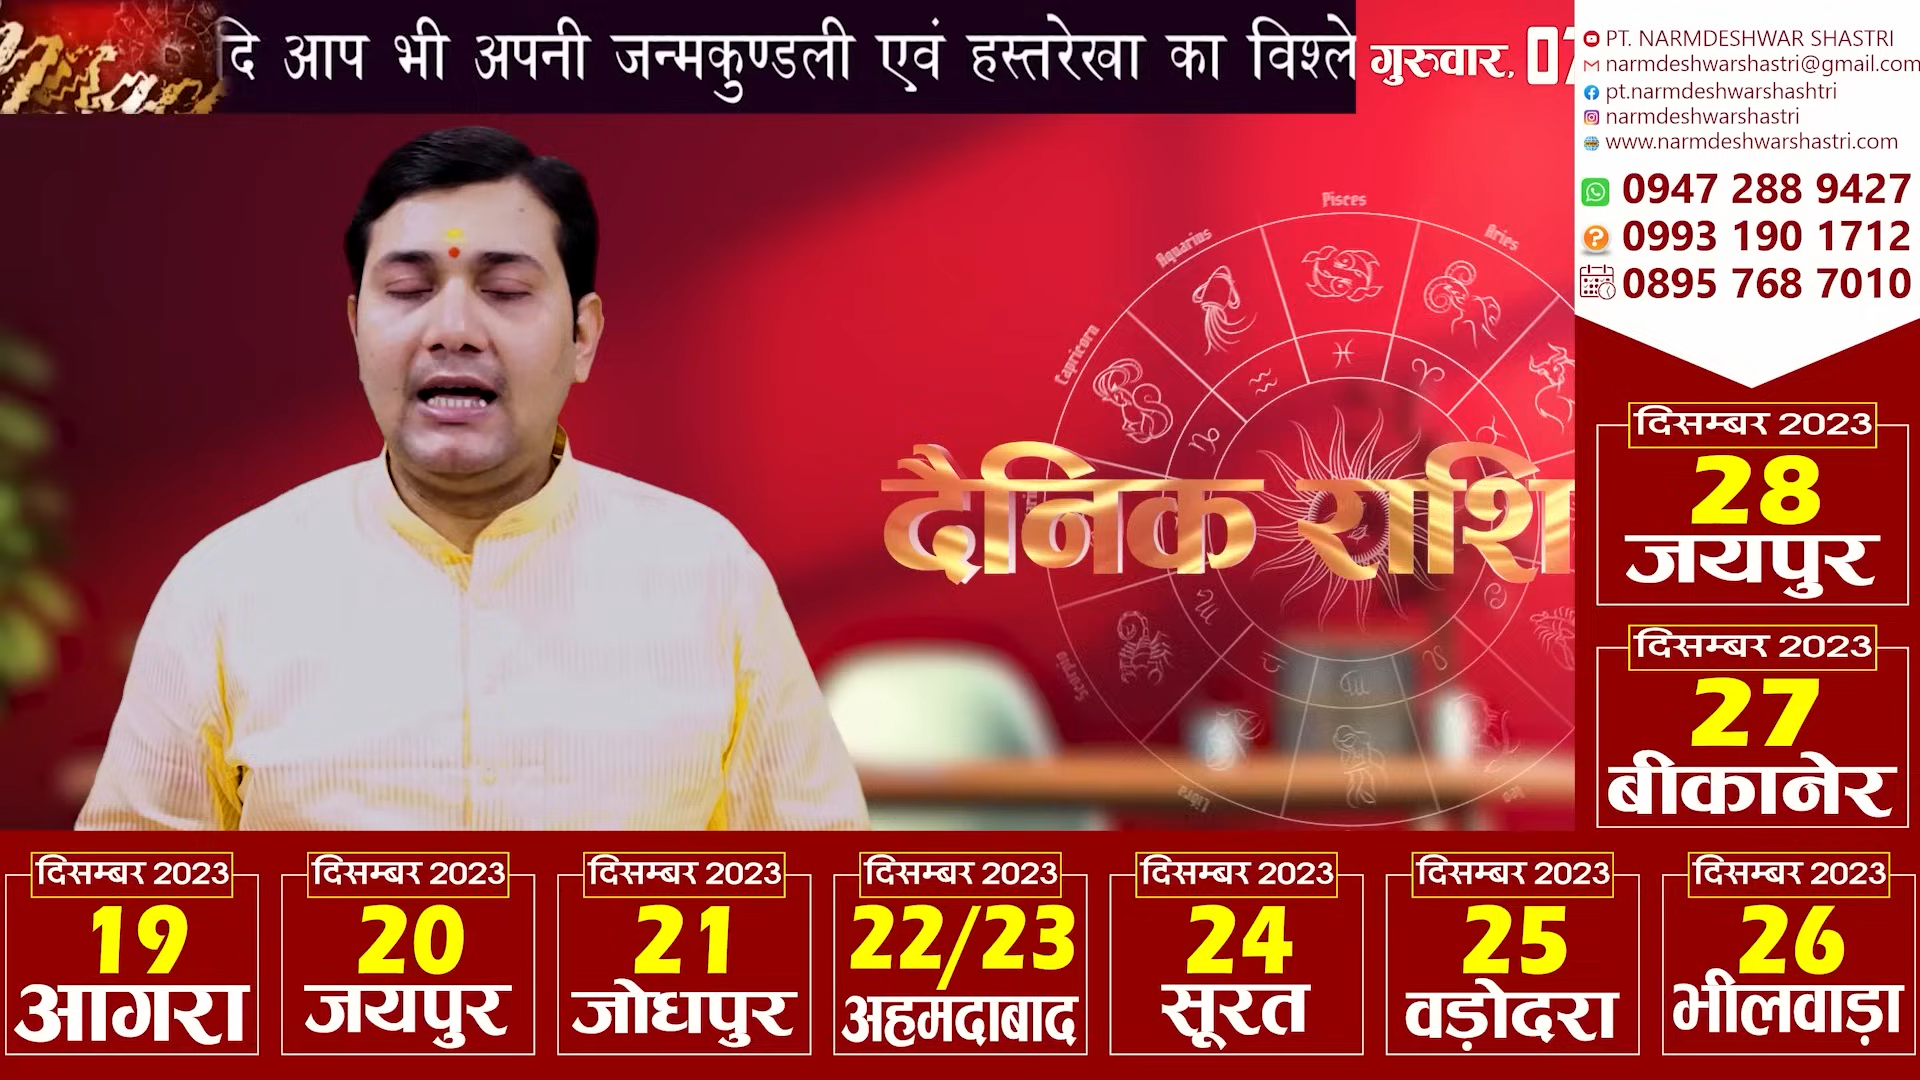 दि आप भी अपनी जन्मकुण्डली एवं हस्तरेखा का विश्ले
गुरुवार, 07
PT. NARMDESHWAR SHASTRI
narmdeshwarshastri@gmail.com
pt.narmdeshwarshashtri
narmdeshwarshastri
www.narmdeshwarshastri.com
0947 288 9427
0993 190 1712
0895 768 7010
Pisces
Aries
Aquarius
Capricorn
Scorpio
Libra
Leo
दैनिक राशि
दिसम्बर 2023
28
जयपुर
दिसम्बर 2023
27
बीकानेर
दिसम्बर 2023
19
आगरा
दिसम्बर 2023
20
जयपुर
दिसम्बर 2023
21
जोधपुर
दिसम्बर 2023
22/23
अहमदाबाद
दिसम्बर 2023
24
सूरत
दिसम्बर 2023
25
वड़ोदरा
दिसम्बर 2023
26
भीलवाड़ा